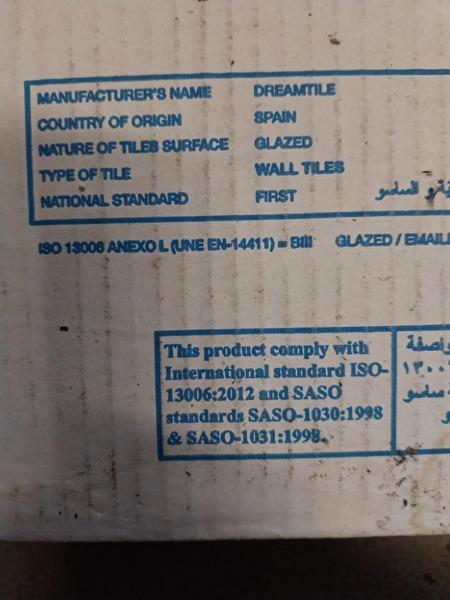 MANUFACTURER'S NAME DREAMTILE
COUNTRY OF ORIGIN SPAIN
NATURE OF TILES SURFACE GLAZED
TYPE OF TILE WALL TILES
NATIONAL STANDARD FIRST و الساسو
ISO 13006 ANEXO L (UNE EN-14411) = BIII GLAZED /
This product comply with
International standard ISO-
13006:2012 and SASO
standards SASO-1030:1998
& SASO-1031:1998.
ساسو
و